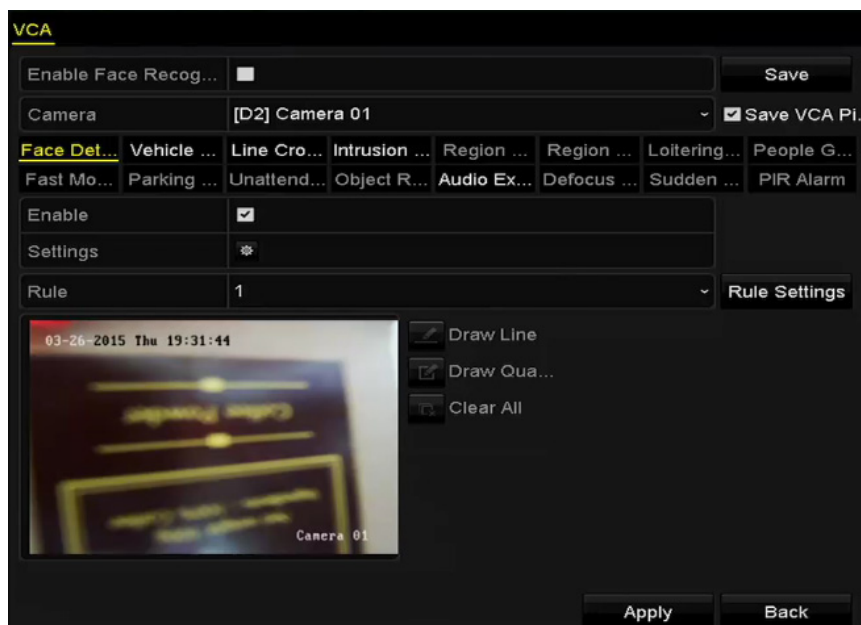 VCA
Enable Face Recog...
Save
Camera
[D2] Camera 01
Save VCA Pi.
Face Det... Vehicle ... Line Cro... Intrusion ... Region ... Region ... Loitering... People G...
Fast Mo... Parking ... Unattend... Object R... Audio Ex... Defocus ... Sudden ... PIR Alarm
Enable
Settings
Rule
1
Rule Settings
03-26-2015 Thu 19:31:44
Draw Line
Draw Qua...
Clear All
Coffee Powder
Camera 01
Apply
Back